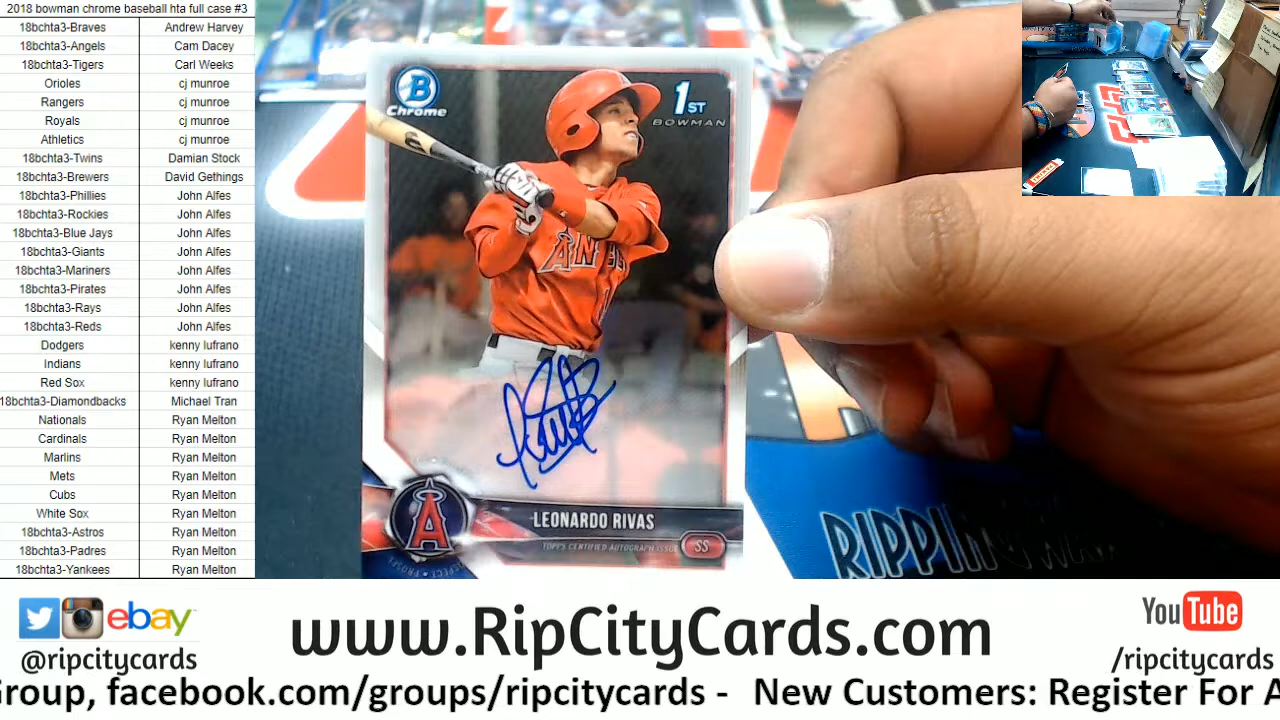 2018 bowman chrome baseball hta full case #3
18bchta3-Braves Andrew Harvey
18bchta3-Angels Cam Dacey
18bchta3-Tigers Carl Weeks
Orioles cj munroe
Rangers cj munroe
Royals cj munroe
Athletics cj munroe
18bchta3-Twins Damian Stock
18bchta3-Brewers David Gethings
18bchta3-Phillies John Alfes
18bchta3-Rockies John Alfes
18bchta3-Blue Jays John Alfes
18bchta3-Giants John Alfes
18bchta3-Mariners John Alfes
18bchta3-Pirates John Alfes
18bchta3-Rays John Alfes
18bchta3-Reds John Alfes
Dodgers kenny lufrano
Indians kenny lufrano
Red Sox kenny lufrano
18bchta3-Diamondbacks Michael Tran
Nationals Ryan Melton
Cardinals Ryan Melton
Marlins Ryan Melton
Mets Ryan Melton
Cubs Ryan Melton
White Sox Ryan Melton
18bchta3-Astros Ryan Melton
18bchta3-Padres Ryan Melton
18bchta3-Yankees Ryan Melton
B
Chrome
1ST
BOWMAN
A
LEONARDO RIVAS
TOPPS CERTIFIED AUTOGRAPH ISSUE
SS
ebay
@ripcitycards
www.RipCityCards.com
YouTube
/ripcitycards
Group, facebook.com/groups/ripcitycards - New Customers: Register For A